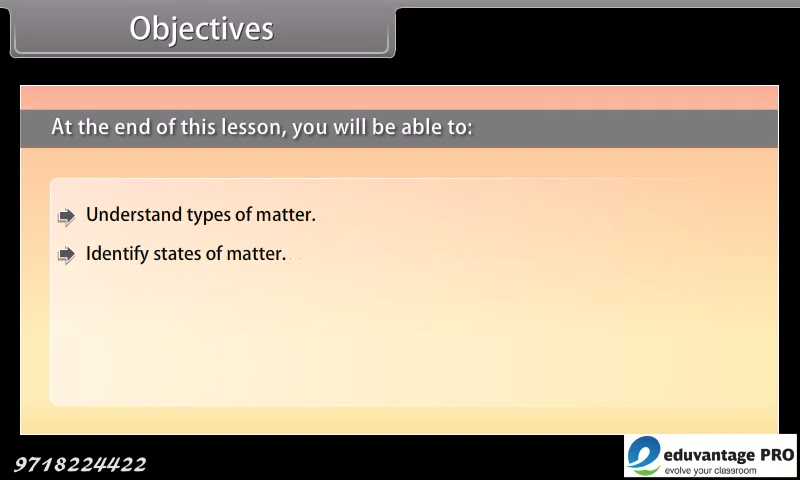 Objectives
At the end of this lesson, you will be able to:
Understand types of matter.
Identify states of matter.
9718224422
eduvantage PRO
evolve your classroom